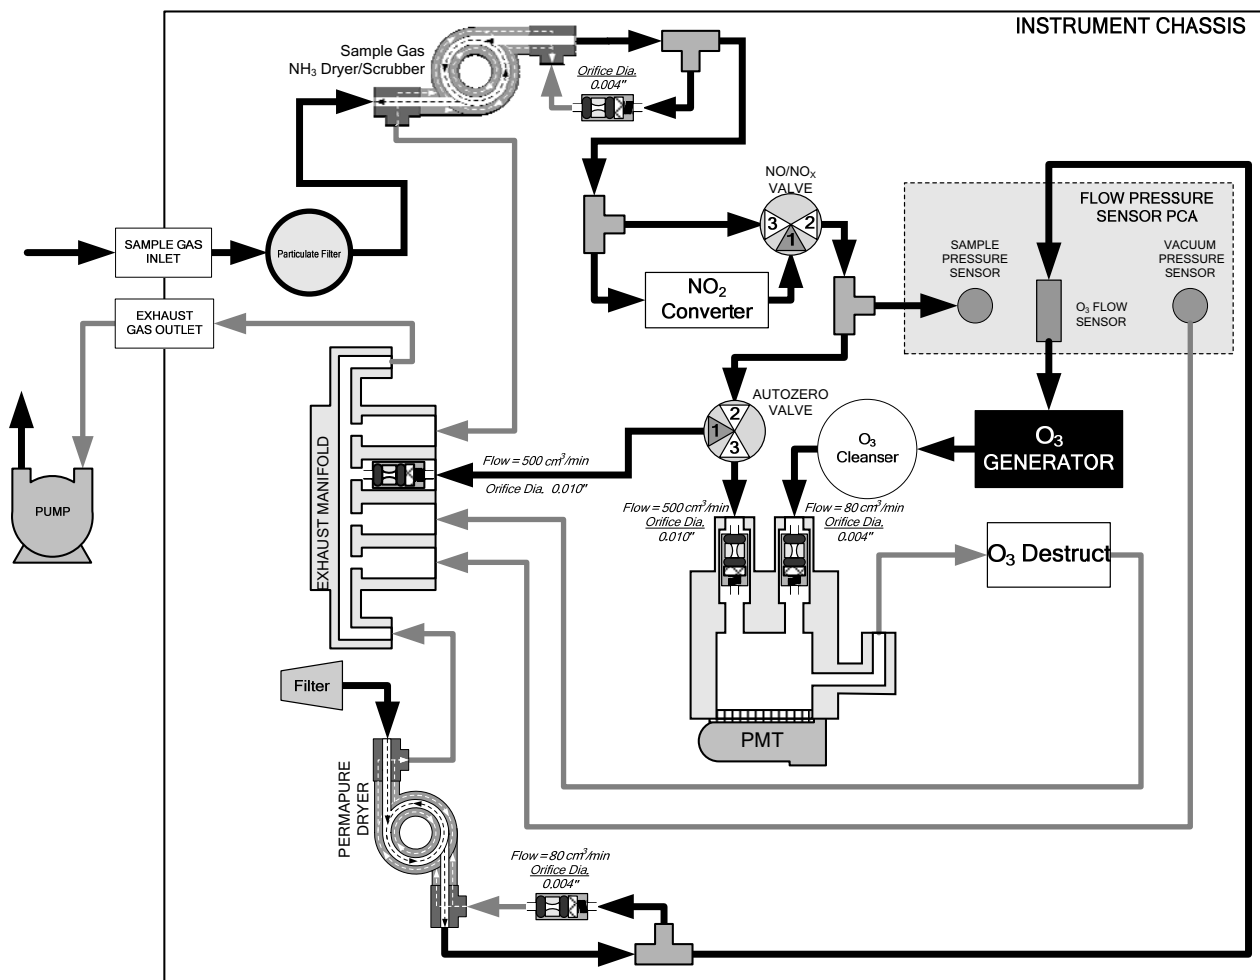 INSTRUMENT CHASSIS
Sample Gas
NH₃ Dryer/Scrubber
Orifice Dia.
0.004"
NO/NOX
VALVE
3
2
1
FLOW PRESSURE
SENSOR PCA
SAMPLE
PRESSURE
SENSOR
VACUUM
PRESSURE
SENSOR
O₃ FLOW
SENSOR
SAMPLE GAS
INLET
Particulate Filter
NO₂
Converter
EXHAUST
GAS OUTLET
AUTOZERO
VALVE
2
1
3
O₃
Cleanser
O₃
GENERATOR
Flow = 500 cm³/min
Orifice Dia. 0.010"
Flow = 500 cm³/min
Orifice Dia.
0.010"
Flow = 80 cm³/min
Orifice Dia.
0.004"
PUMP
EXHAUST MANIFOLD
O₃ Destruct
Filter
PMT
PERMAPURE
DRYER
Flow = 80 cm³/min
Orifice Dia.
0.004"